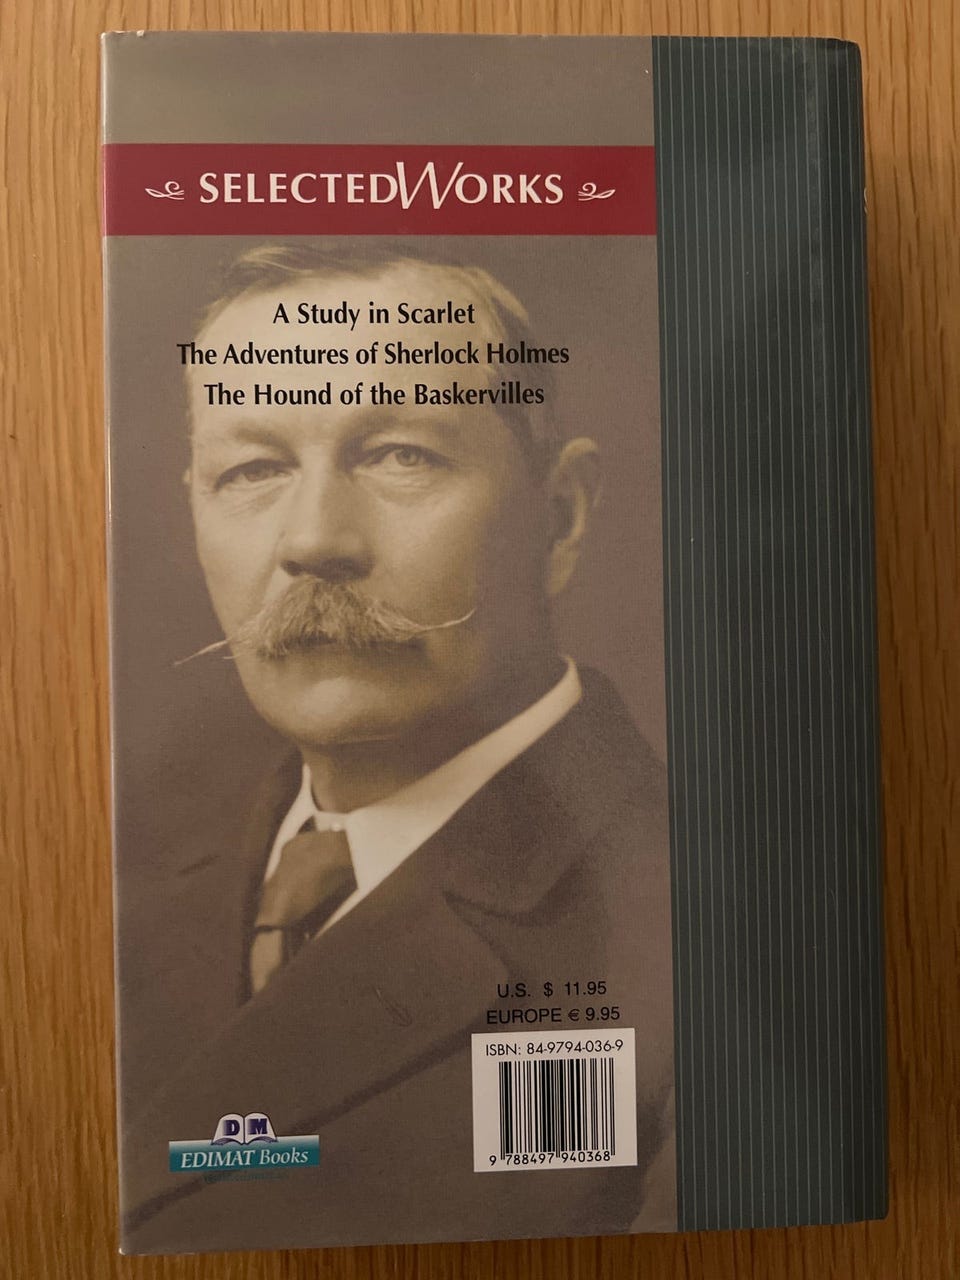 SELECTEDWORKS
A Study in Scarlet
The Adventures of Sherlock Holmes
The Hound of the Baskervilles
U.S. $ 11.95
EUROPE € 9.95
ISBN: 84-9794-036-9
9 788497 940368
DM
EDIMAT Books